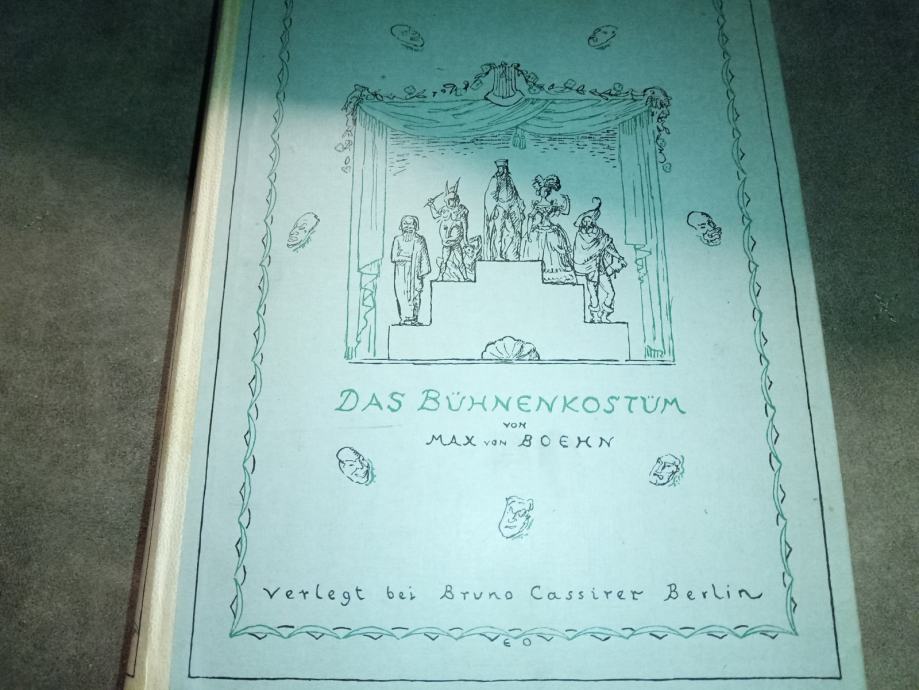 DAS BÜHNENKOSTÜM
VON
MAX VON BOEHN
Verlegt bei Bruno Cassirer Berlin
E O